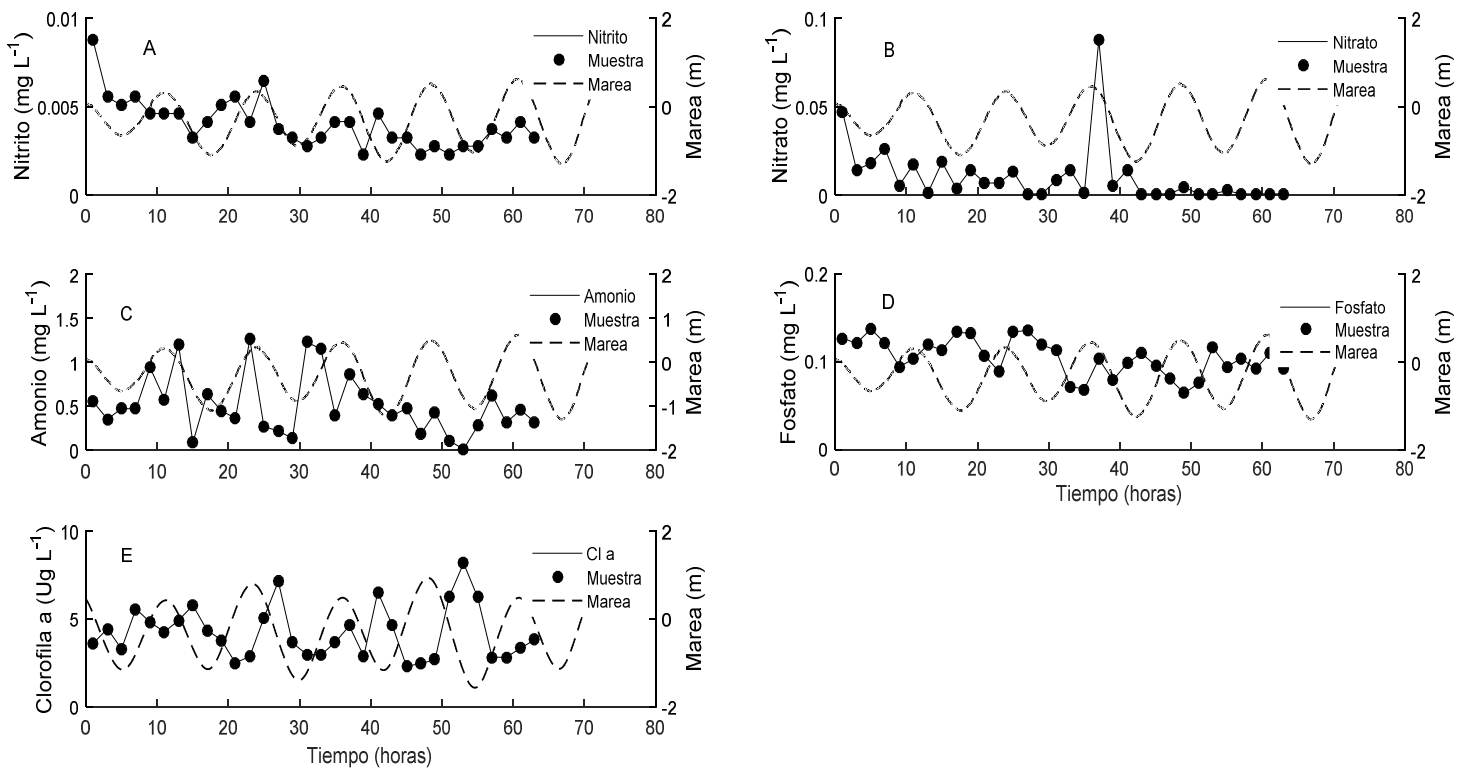 A
Nitrito (mg L⁻¹)
0.01
0.005
0
2
0
-2
Marea (m)
Nitrito
Muestra
Marea
0 10 20 30 40 50 60 70 80
B
Nitrato (mg L⁻¹)
0.1
0.05
0
2
0
-2
Marea (m)
Nitrato
Muestra
Marea
0 10 20 30 40 50 60 70 80
C
Amonio (mg L⁻¹)
2
1.5
1
0.5
0
2
1
0
-1
-2
Marea (m)
Amonio
Muestra
Marea
0 10 20 30 40 50 60 70 80
D
Fosfato (mg L⁻¹)
0.2
0.1
0
2
0
-2
Marea (m)
Fosfato
Muestra
Marea
0 10 20 30 40 50 60 70 80
Tiempo (horas)
E
Clorofila a (Ug L⁻¹)
10
5
0
2
0
-2
Marea (m)
Cl a
Muestra
Marea
0 10 20 30 40 50 60 70 80
Tiempo (horas)